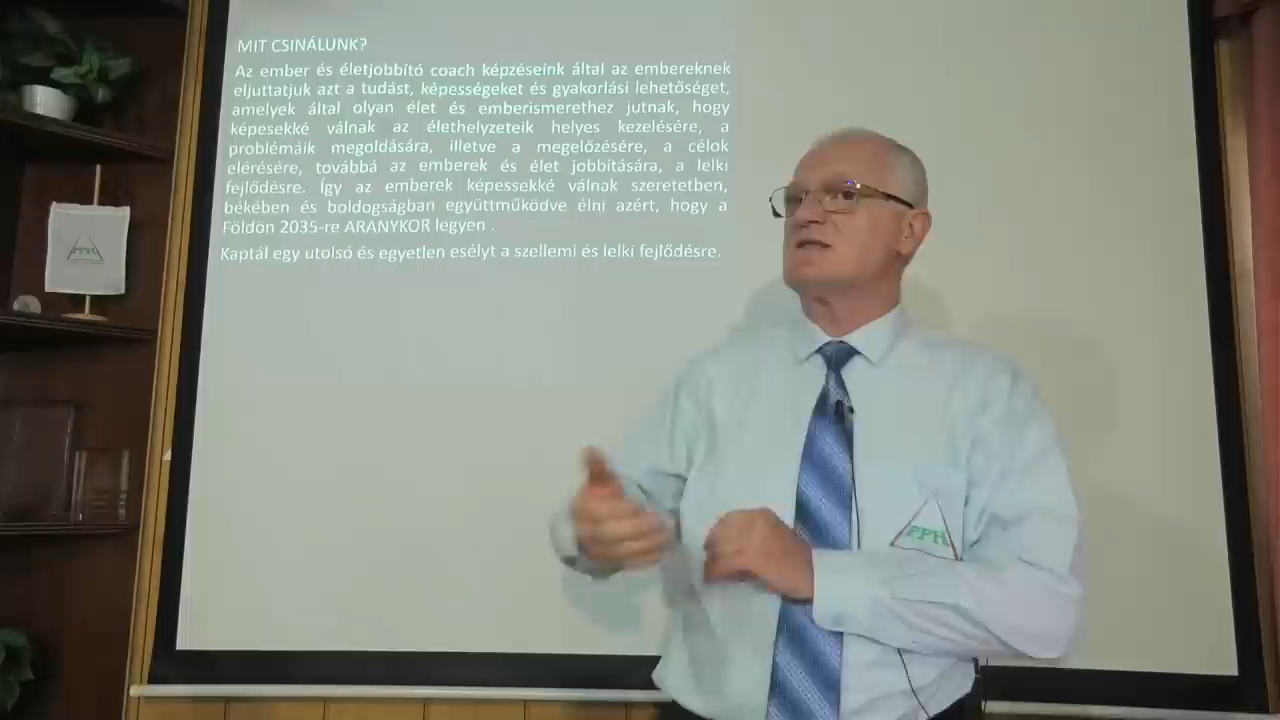 MIT CSINÁLUNK?
Az ember és életjobbító coach képzéseink által az embereknek
eljuttatjuk azt a tudást, képességeket és gyakorlási lehetőséget,
amelyek által olyan élet és emberismerethez jutnak, hogy
képesekké válnak az élethelyzeteik helyes kezelésére, a
problémáik megoldására, illetve a megelőzésére, a célok
elérésére, továbbá az emberek és élet jobbítására, a lelki
fejlődésre. Így az emberek képessekké válnak szeretetben,
békében és boldogságban együttműködve élni azért, hogy a
Földön 2035-re ARANYKOR legyen .
Kaptál egy utolsó és egyetlen esélyt a szellemi és lelki fejlődésre.
PPH
PPH